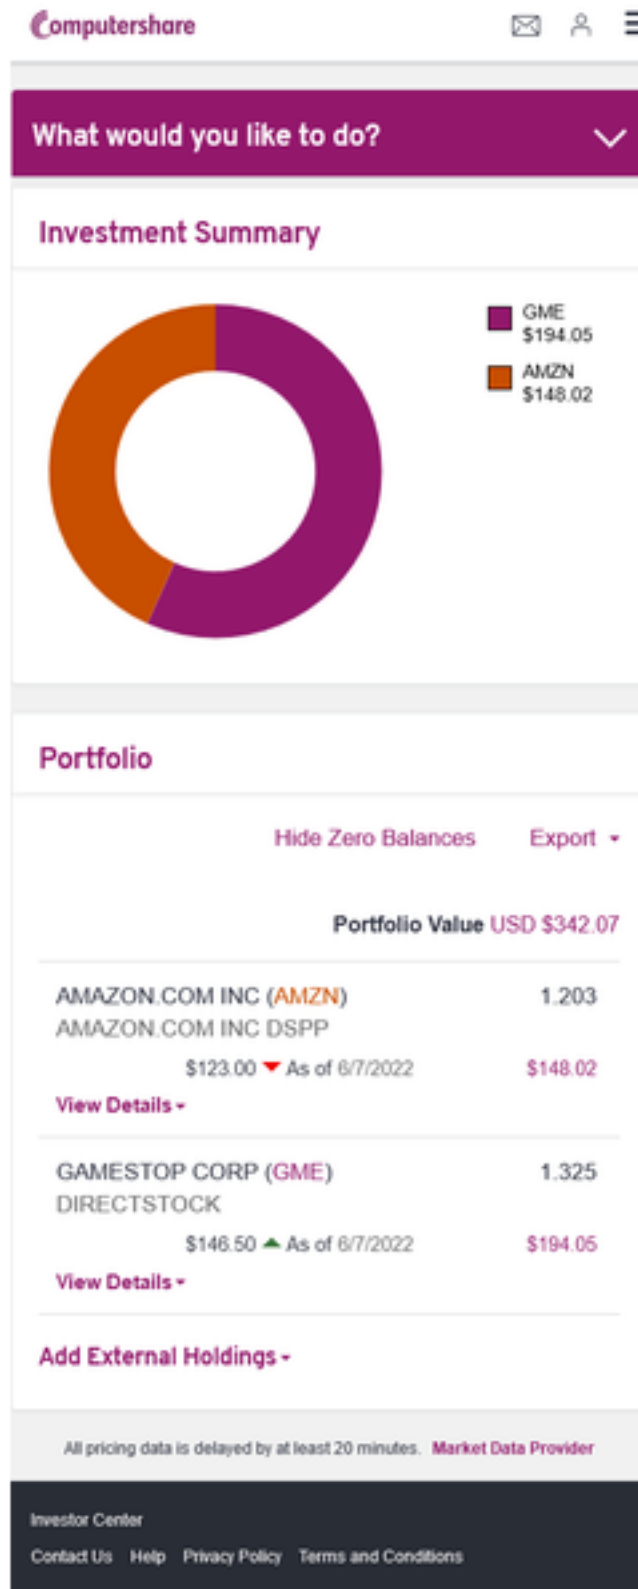 Computershare
What would you like to do?
Investment Summary
GME
$194.05
AMZN
$148.02
Portfolio
Hide Zero Balances Export
Portfolio Value USD $342.07
AMAZON.COM INC (AMZN) 1.203
AMAZON.COM INC DSPP
$123.00 As of 6/7/2022 $148.02
View Details
GAMESTOP CORP (GME) 1.325
DIRECTSTOCK
$146.50 As of 6/7/2022 $194.05
View Details
Add External Holdings
All pricing data is delayed by at least 20 minutes. Market Data Provider
Investor Center
Contact Us Help Privacy Policy Terms and Conditions